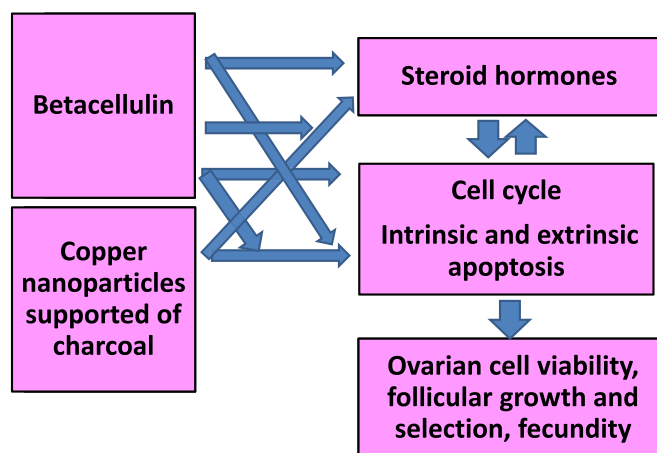 Betacellulin
Copper
nanoparticles
supported of
charcoal
Steroid hormones
Cell cycle
Intrinsic and extrinsic
apoptosis
Ovarian cell viability,
follicular growth and
selection, fecundity